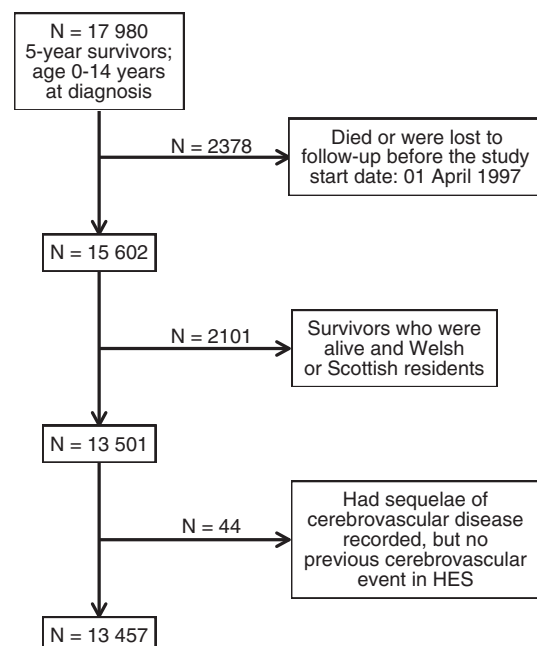 N = 17 980
5-year survivors;
age 0-14 years
at diagnosis
N = 2378
Died or were lost to
follow-up before the study
start date: 01 April 1997
N = 15 602
N = 2101
Survivors who were
alive and Welsh
or Scottish residents
N = 13 501
N = 44
Had sequelae of
cerebrovascular disease
recorded, but no
previous cerebrovascular
event in HES
N = 13 457